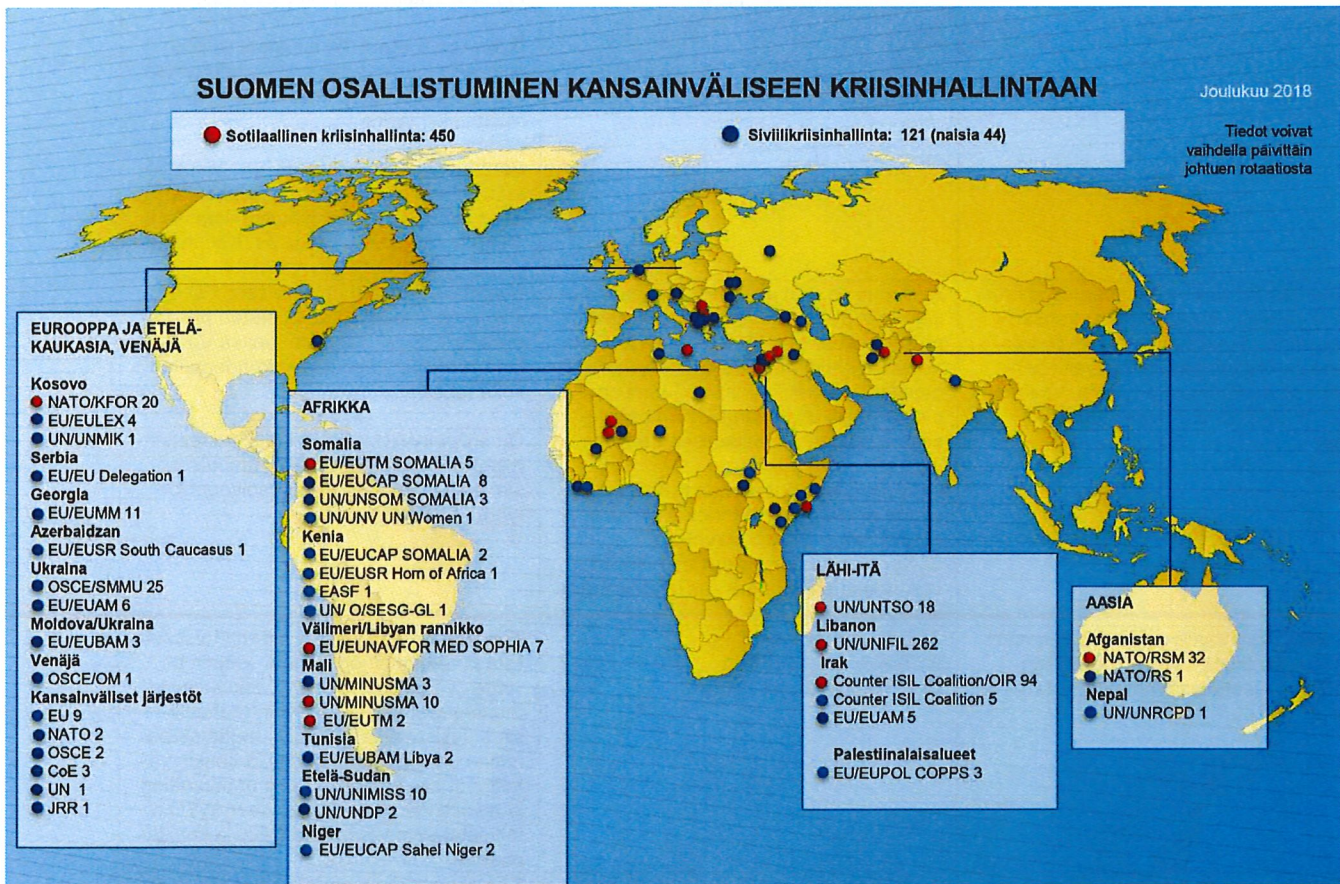 SUOMEN OSALLISTUMINEN KANSAINVÄLISEEN KRIISINHALLINTAAN
Joulukuu 2018
Sotilaallinen kriisinhallinta: 450
Siviilikriisinhallinta: 121 (naisia 44)
Tiedot voivat
vaihdella päivittäin
johtuen rotaatiosta
EUROOPPA JA ETELÄ-
KAUKASIA, VENÄJÄ
Kosovo
NATO/KFOR 20
EU/EULEX 4
UN/UNMIK 1
Serbia
EU/EU Delegation 1
Georgia
EU/EUMM 11
Azerbaidzan
EU/EUSR South Caucasus 1
Ukraina
OSCE/SMMU 25
EU/EUAM 6
Moldova/Ukraina
EU/EUBAM 3
Venäjä
OSCE/OM 1
Kansainväliset järjestöt
EU 9
NATO 2
OSCE 2
CoE 3
UN 1
JRR 1
AFRIKKA
Somalia
EU/EUTM SOMALIA 5
EU/EUCAP SOMALIA 8
UN/UNSOM SOMALIA 3
UN/UNV UN Women 1
Kenia
EU/EUCAP SOMALIA 2
EU/EUSR Horn of Africa 1
EASF 1
UN/ O/SESG-GL 1
Välimeri/Libyan rannikko
EU/EUNAVFOR MED SOPHIA 7
Mali
UN/MINUSMA 3
UN/MINUSMA 10
EU/EUTM 2
Tunisia
EU/EUBAM Libya 2
Etelä-Sudan
UN/UNIMISS 10
UN/UNDP 2
Niger
EU/EUCAP Sahel Niger 2
LÄHI-ITÄ
UN/UNTSO 18
Libanon
UN/UNIFIL 262
Irak
Counter ISIL Coalition/OIR 94
Counter ISIL Coalition 5
EU/EUAM 5
Palestiinalaisalueet
EU/EUPOL COPPS 3
AASIA
Afganistan
NATO/RSM 32
NATO/RS 1
Nepal
UN/UNRCPD 1